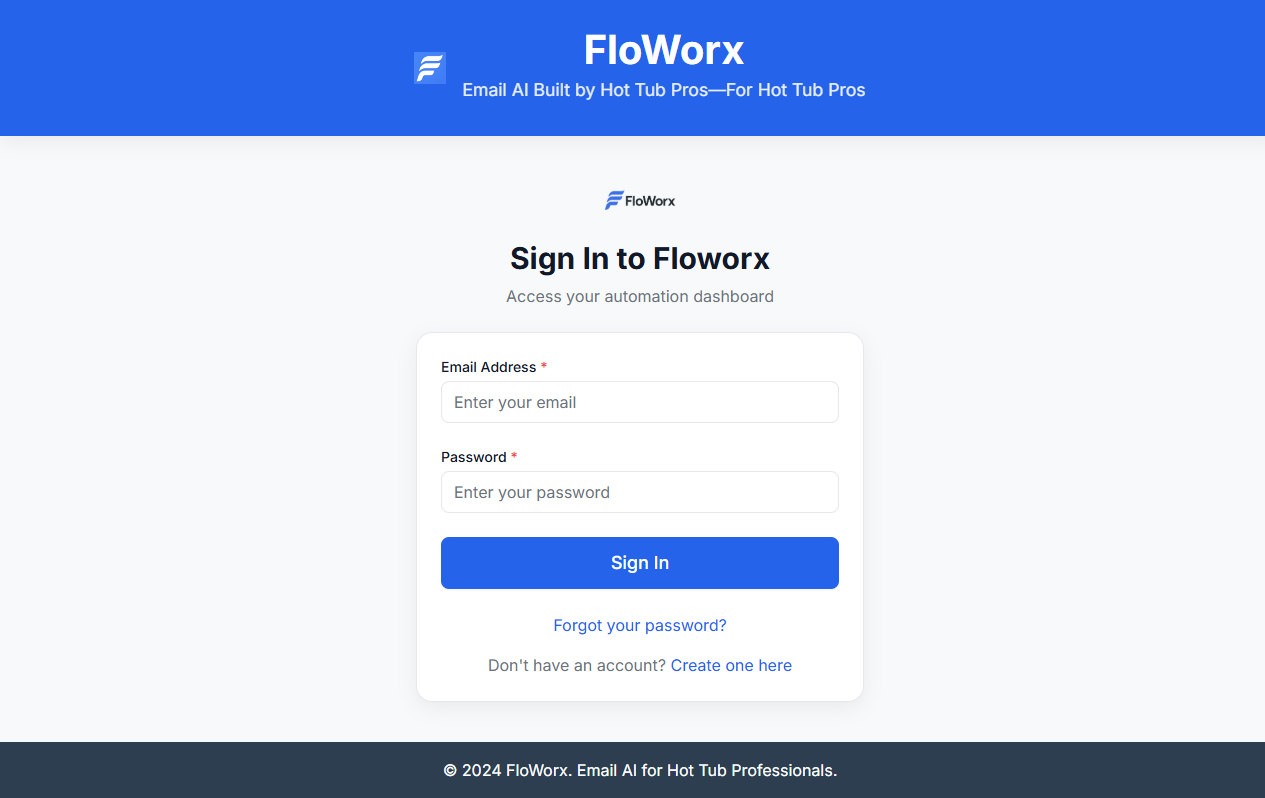 FloWorx
Email AI Built by Hot Tub Pros—For Hot Tub Pros
FloWorx
Sign In to Floworx
Access your automation dashboard
Email Address *
Enter your email
Password *
Enter your password
Sign In
Forgot your password?
Don't have an account? Create one here
© 2024 FloWorx. Email AI for Hot Tub Professionals.